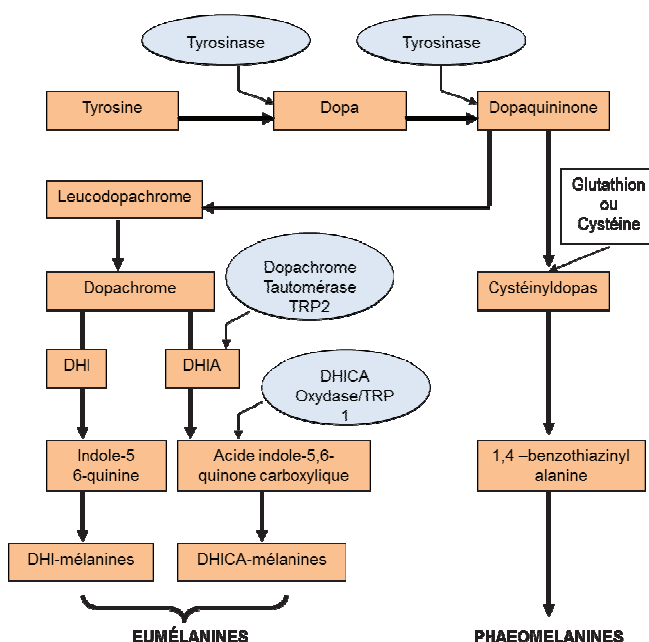 Tyrosinase
Tyrosinase
Tyrosine
Dopa
Dopaquininone
Leucodopachrome
Glutathion
ou
Cystéine
Dopachrome
Tautomérase
TRP2
Dopachrome
Cystéinyldopas
DHI
DHIA
DHICA
Oxydase/TRP
1
Indole-5
6-quinine
Acide indole-5,6-
quinone carboxylique
1,4 –benzothiazinyl
alanine
DHI-mélanines
DHICA-mélanines
EUMÉLANINES
PHAEOMELANINES